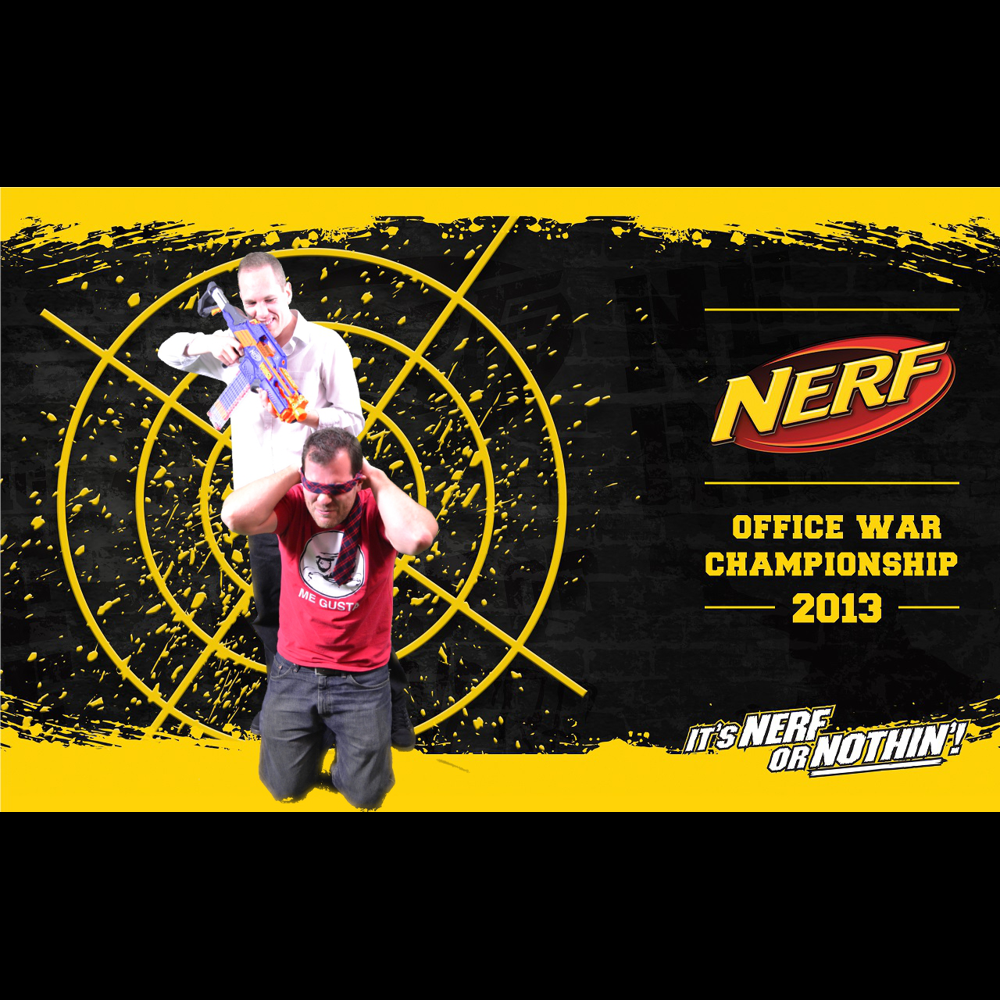 NERF
OFFICE WAR
CHAMPIONSHIP
2013
ME GUSTA
IT'S NERF
OR NOTHIN'!